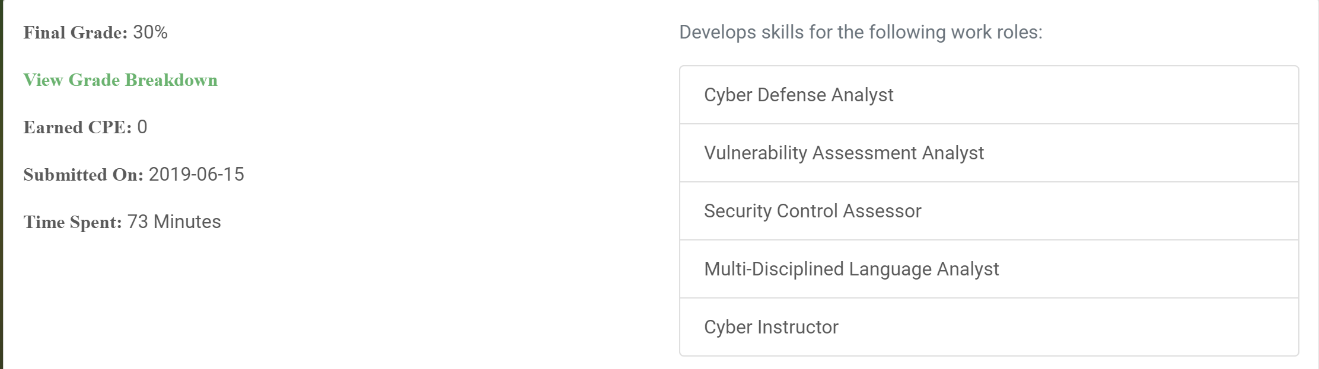 Final Grade: 30%
View Grade Breakdown
Earned CPE: 0
Submitted On: 2019-06-15
Time Spent: 73 Minutes
Develops skills for the following work roles:
Cyber Defense Analyst
Vulnerability Assessment Analyst
Security Control Assessor
Multi-Disciplined Language Analyst
Cyber Instructor